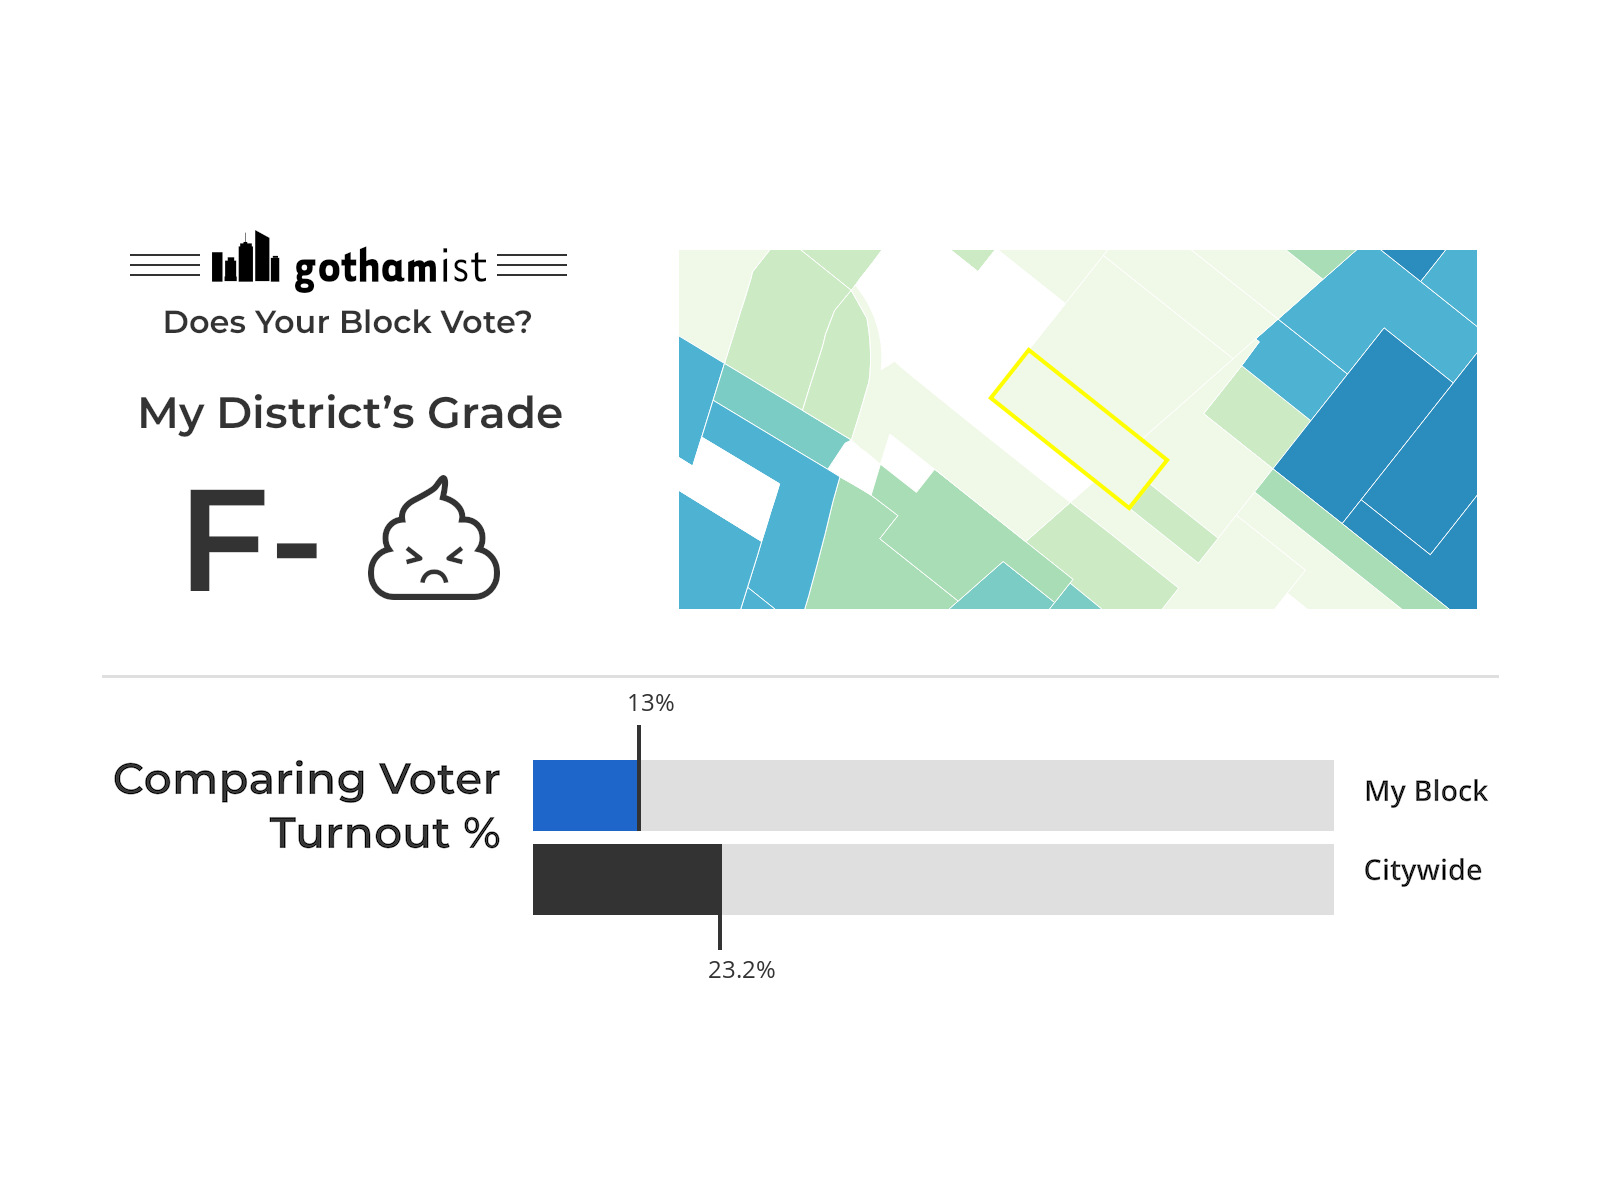 gothamist
Does Your Block Vote?
My District’s Grade
F-
13%
Comparing Voter
Turnout %
My Block
Citywide
23.2%